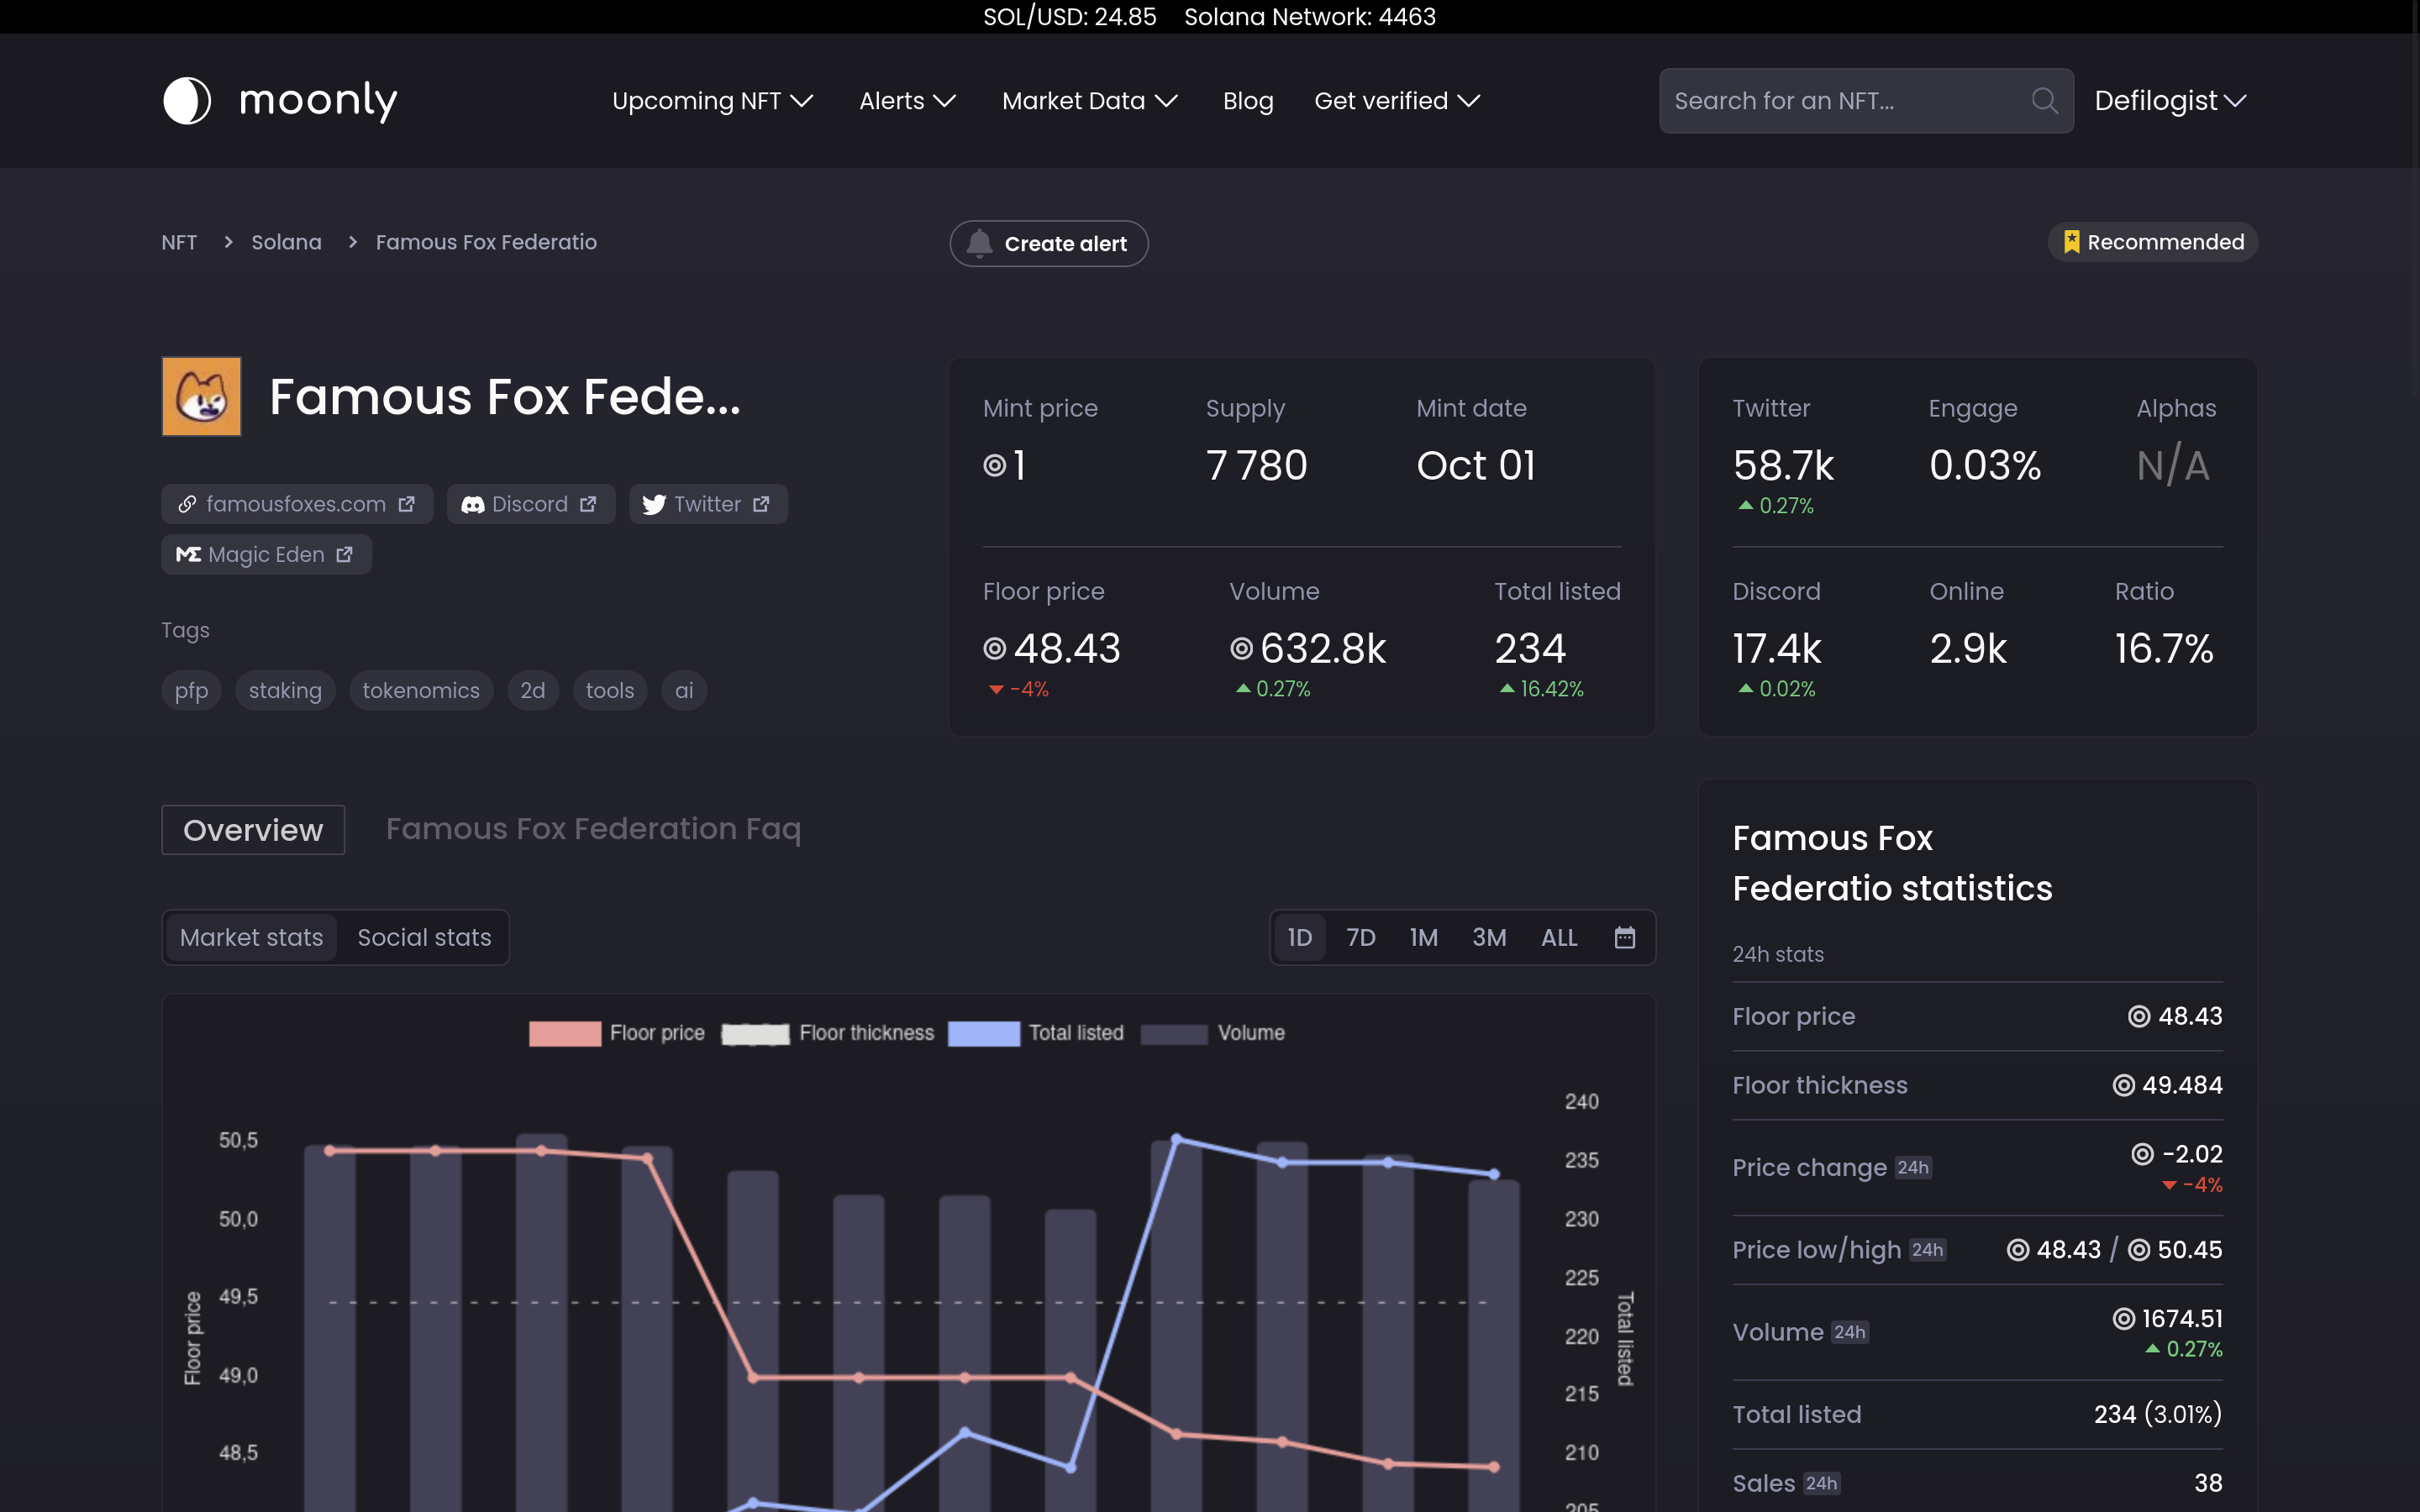 SOL/USD: 24.85 Solana Network: 4463
moonly
Upcoming NFT Alerts Market Data Blog Get verified
Search for an NFT...
Defilogist
NFT > Solana > Famous Fox Federatio
Create alert
Recommended
Famous Fox Fede...
famousfoxes.com Discord Twitter
Magic Eden
Tags
pfp staking tokenomics 2d tools ai
Mint price Supply Mint date
1 7 780 Oct 01
Floor price Volume Total listed
48.43 632.8k 234
-4% 0.27% 16.42%
Twitter Engage Alphas
58.7k 0.03% N/A
0.27%
Discord Online Ratio
17.4k 2.9k 16.7%
0.02%
Overview Famous Fox Federation Faq
Market stats Social stats
1D 7D 1M 3M ALL
Floor price Floor thickness Total listed Volume
Floor price
50,5
50,0
49,5
49,0
48,5
240
235
230
225
220
215
210
205
Total listed
Famous Fox
Federatio statistics
24h stats
Floor price 48.43
Floor thickness 49.484
Price change 24h -2.02
-4%
Price low/high 24h 48.43 / 50.45
Volume 24h 1674.51
0.27%
Total listed 234 (3.01%)
Sales 24h 38